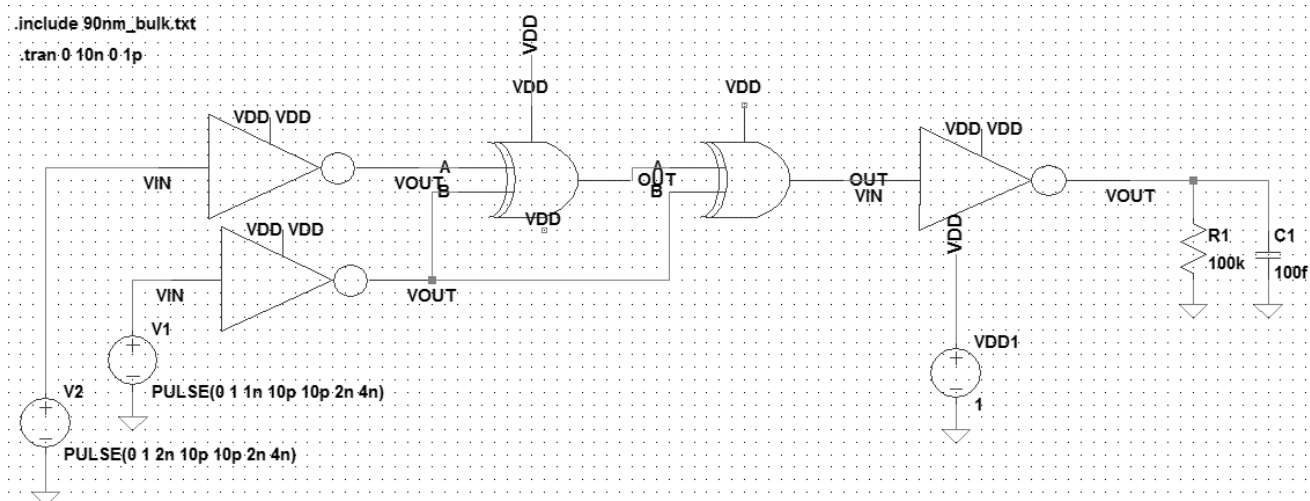 .include 90nm_bulk.txt
.tran 0 10n 0 1p
VDD
VDD
VDD
VDD VDD
VDD VDD
A
A
VIN
VOUT
B
OUT
B
OUT
VIN
VOUT
VDD
VDD VDD
VDD
R1
100k
C1
100f
VIN
VOUT
V1
PULSE(0 1 1n 10p 10p 2n 4n)
VDD1
1
V2
PULSE(0 1 2n 10p 10p 2n 4n)